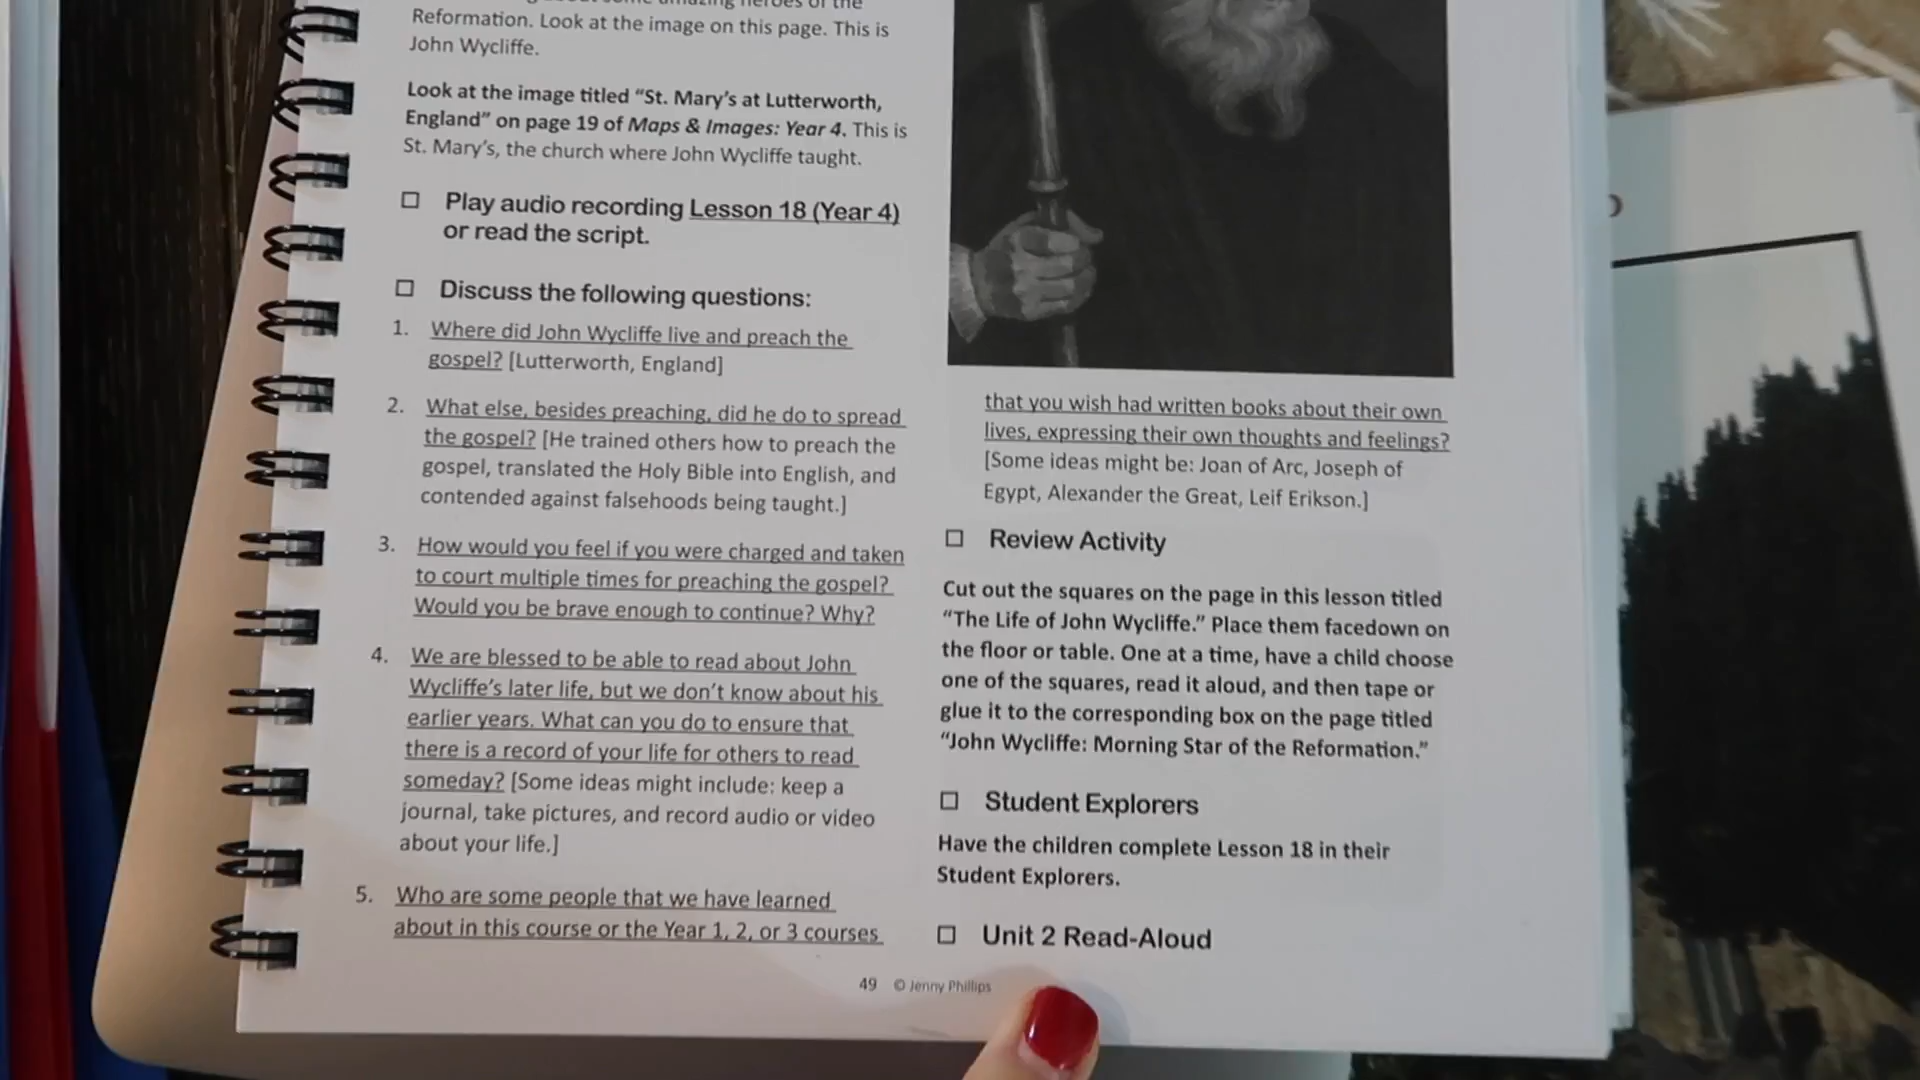 Reformation. Look at the image on this page. This is
John Wycliffe.
Look at the image titled “St. Mary’s at Lutterworth,
England” on page 19 of Maps & Images: Year 4. This is
St. Mary’s, the church where John Wycliffe taught.
☐ Play audio recording Lesson 18 (Year 4)
or read the script.
☐ Discuss the following questions:
1. Where did John Wycliffe live and preach the
gospel? [Lutterworth, England]
2. What else, besides preaching, did he do to spread
the gospel? [He trained others how to preach the
gospel, translated the Holy Bible into English, and
contended against falsehoods being taught.]
3. How would you feel if you were charged and taken
to court multiple times for preaching the gospel?
Would you be brave enough to continue? Why?
4. We are blessed to be able to read about John
Wycliffe’s later life, but we don’t know about his
earlier years. What can you do to ensure that
there is a record of your life for others to read
someday? [Some ideas might include: keep a
journal, take pictures, and record audio or video
about your life.]
5. Who are some people that we have learned
about in this course or the Year 1, 2, or 3 courses
that you wish had written books about their own
lives, expressing their own thoughts and feelings?
[Some ideas might be: Joan of Arc, Joseph of
Egypt, Alexander the Great, Leif Erikson.]
☐ Review Activity
Cut out the squares on the page in this lesson titled
“The Life of John Wycliffe.” Place them facedown on
the floor or table. One at a time, have a child choose
one of the squares, read it aloud, and then tape or
glue it to the corresponding box on the page titled
“John Wycliffe: Morning Star of the Reformation.”
☐ Student Explorers
Have the children complete Lesson 18 in their
Student Explorers.
☐ Unit 2 Read-Aloud
49 © Jenny Phillips